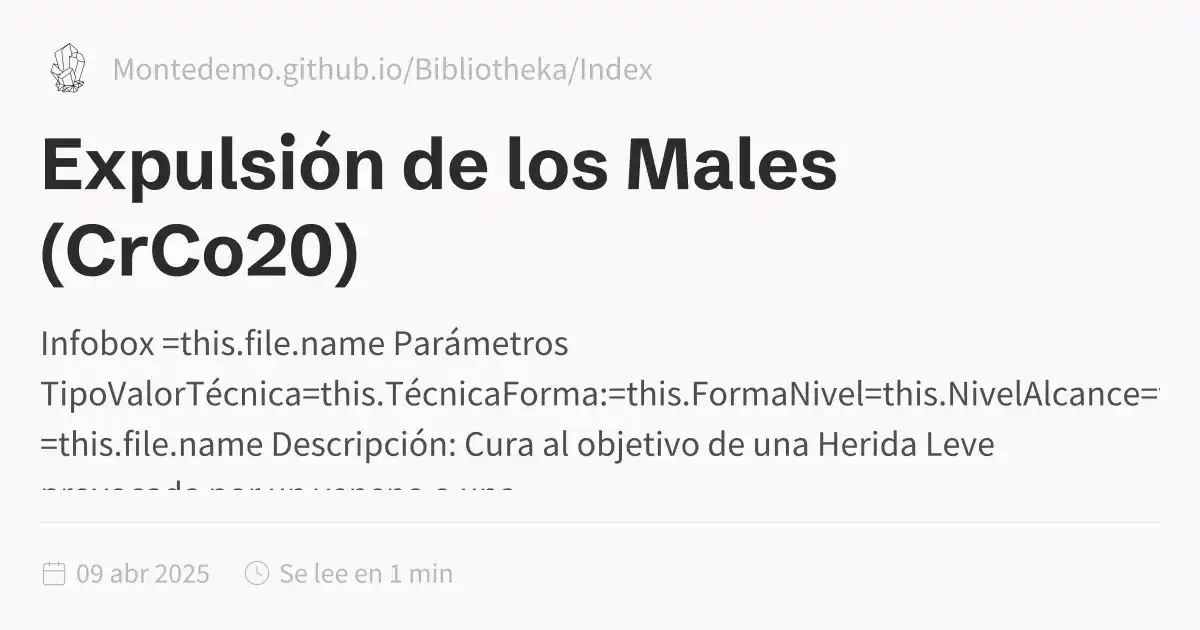 Montedemo.github.io/Bibliotheka/Index
Expulsión de los Males
(CrCo20)
Infobox =this.file.name Parámetros
TipoValorTécnica=this.TécnicaForma:=this.FormaNivel=this.NivelAlcance=
=this.file.name Descripción: Cura al objetivo de una Herida Leve
09 abr 2025
Se lee en 1 min